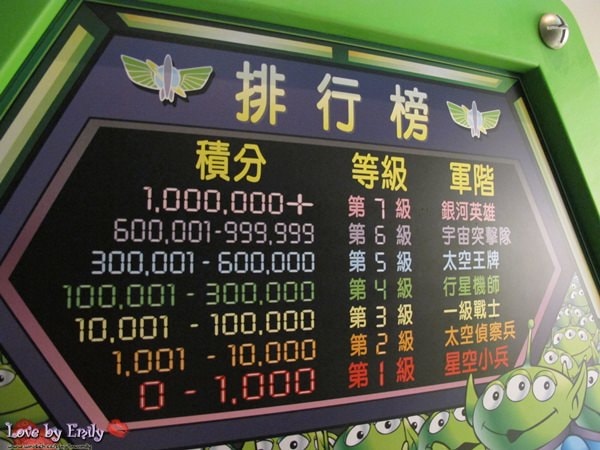 排行榜
積分 等級 軍階
1,000,000+ 第7級 銀河英雄
600,001-999,999 第6級 宇宙突擊隊
300,001 - 600,000 第5級 太空王牌
100,001 - 300,000 第4級 行星機師
10,001 - 100,000 第3級 一級戰士
1,001 - 10,000 第2級 太空偵察兵
0 - 1,000 第1級 星空小兵
Love by Emily